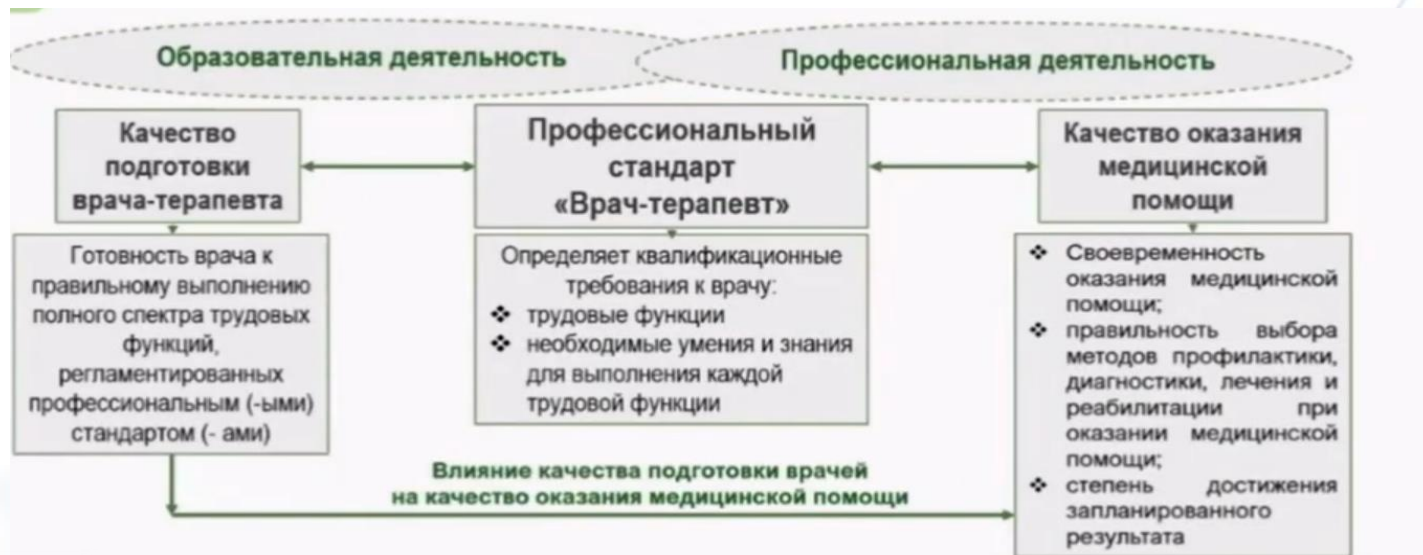 Образовательная деятельность
Профессиональная деятельность
Качество
подготовки
врача-терапевта
Профессиональный
стандарт
«Врач-терапевт»
Качество оказания
медицинской
помощи
Готовность врача к
правильному выполнению
полного спектра трудовых
функций,
регламентированных
профессиональным (-ыми)
стандартом (- ами)
Определяет квалификационные
требования к врачу:
❖ трудовые функции
❖ необходимые умения и знания
для выполнения каждой
трудовой функции
❖ Своевременность
оказания медицинской
помощи;
❖ правильность выбора
методов профилактики,
диагностики, лечения и
реабилитации при
оказании медицинской
помощи;
❖ степень достижения
запланированного
результата
Влияние качества подготовки врачей
на качество оказания медицинской помощи